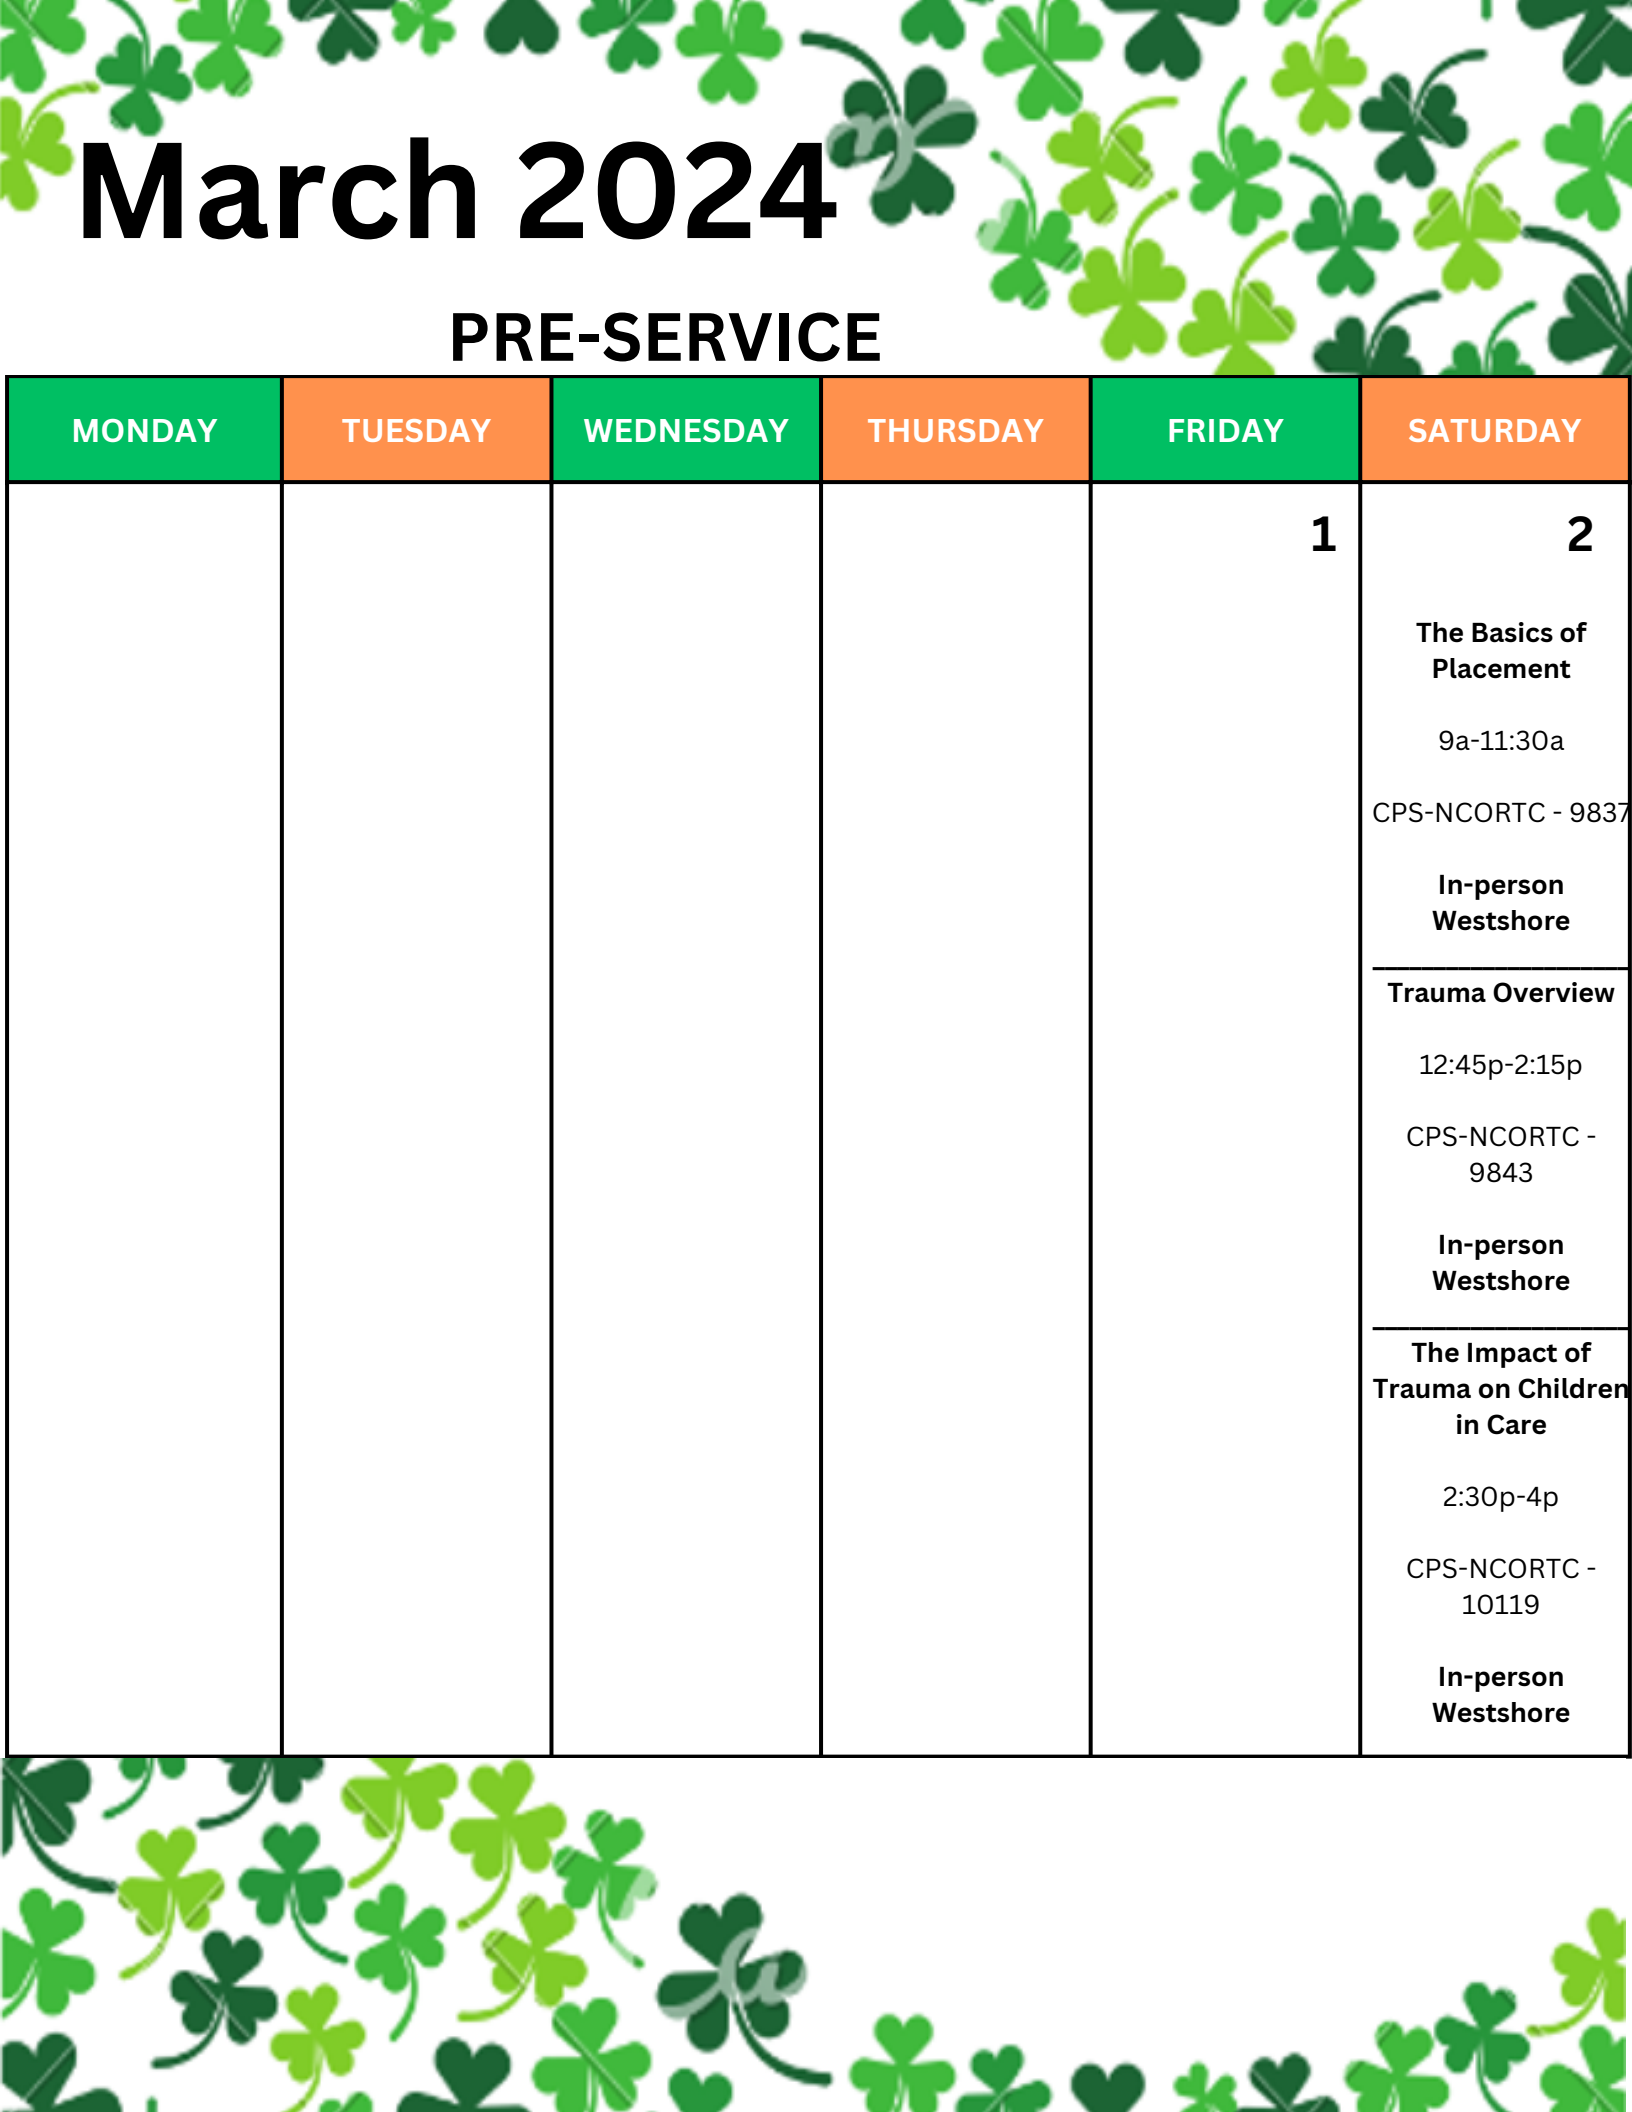 March 2024
PRE-SERVICE
MONDAY TUESDAY WEDNESDAY THURSDAY FRIDAY SATURDAY
1 2
The Basics of
Placement
9a-11:30a
CPS-NCORTC - 9837
In-person
Westshore
Trauma Overview
12:45p-2:15p
CPS-NCORTC -
9843
In-person
Westshore
The Impact of
Trauma on Children
in Care
2:30p-4p
CPS-NCORTC -
10119
In-person
Westshore